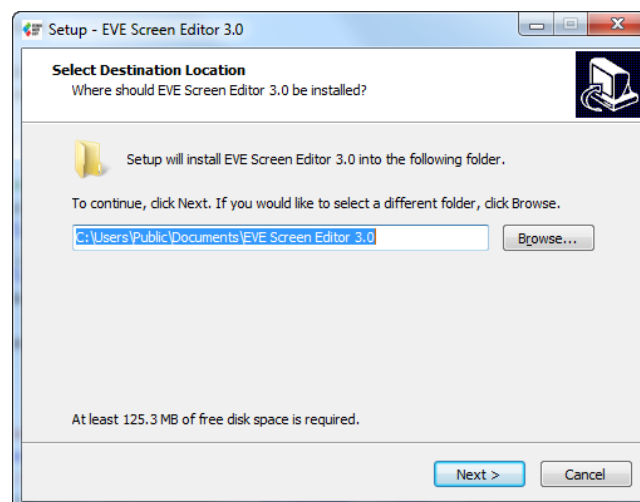 Setup - EVE Screen Editor 3.0
Select Destination Location
Where should EVE Screen Editor 3.0 be installed?
Setup will install EVE Screen Editor 3.0 into the following folder.
To continue, click Next. If you would like to select a different folder, click Browse.
C:\Users\Public\Documents\EVE Screen Editor 3.0
Browse...
At least 125.3 MB of free disk space is required.
Next >
Cancel